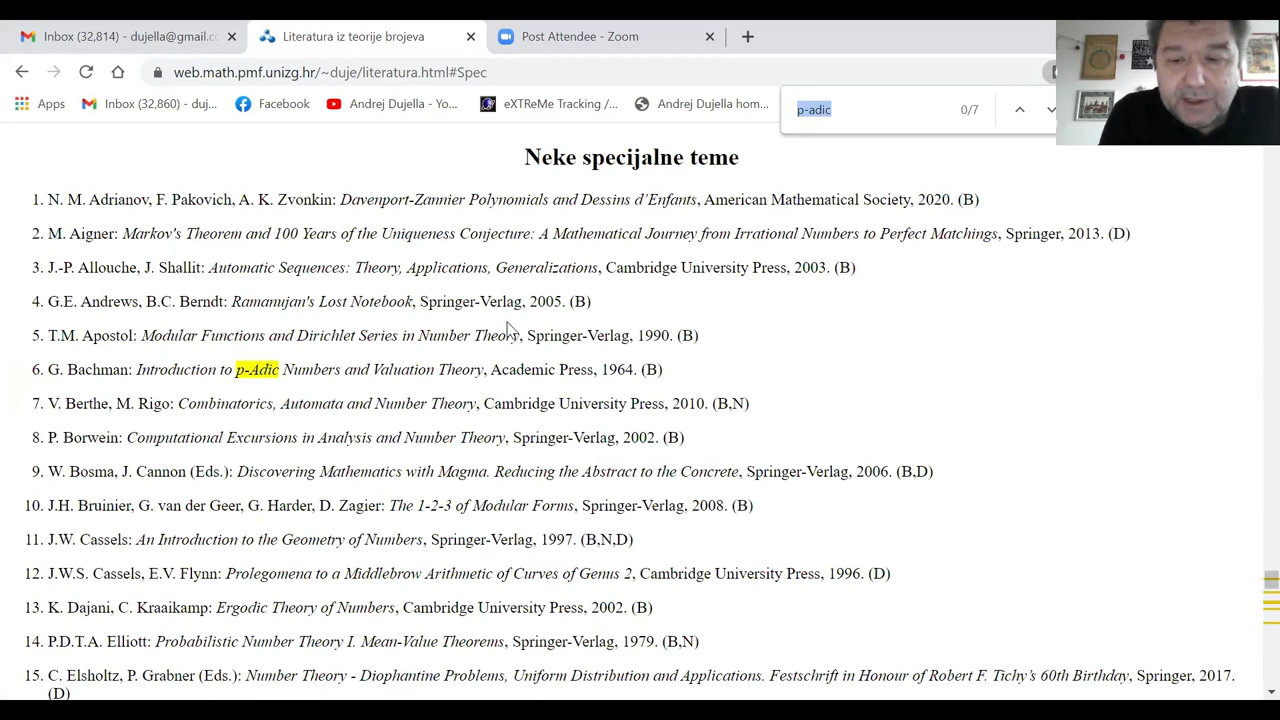 Inbox (32,814) - dujella@gmail.c
Literatura iz teorije brojeva
Post Attendee - Zoom
web.math.pmf.unizg.hr/~duje/literatura.html#Spec
Apps
Inbox (32,860) - duj...
Facebook
Andrej Dujella - Yo...
eXTReMe Tracking /...
Andrej Dujella hom...
p-adic
0/7
Neke specijalne teme
1. N. M. Adrianov, F. Pakovich, A. K. Zvonkin: Davenport-Zannier Polynomials and Dessins d'Enfants, American Mathematical Society, 2020. (B)
2. M. Aigner: Markov's Theorem and 100 Years of the Uniqueness Conjecture: A Mathematical Journey from Irrational Numbers to Perfect Matchings, Springer, 2013. (D)
3. J.-P. Allouche, J. Shallit: Automatic Sequences: Theory, Applications, Generalizations, Cambridge University Press, 2003. (B)
4. G.E. Andrews, B.C. Berndt: Ramanujan's Lost Notebook, Springer-Verlag, 2005. (B)
5. T.M. Apostol: Modular Functions and Dirichlet Series in Number Theory, Springer-Verlag, 1990. (B)
6. G. Bachman: Introduction to p-Adic Numbers and Valuation Theory, Academic Press, 1964. (B)
7. V. Berthe, M. Rigo: Combinatorics, Automata and Number Theory, Cambridge University Press, 2010. (B,N)
8. P. Borwein: Computational Excursions in Analysis and Number Theory, Springer-Verlag, 2002. (B)
9. W. Bosma, J. Cannon (Eds.): Discovering Mathematics with Magma. Reducing the Abstract to the Concrete, Springer-Verlag, 2006. (B,D)
10. J.H. Bruinier, G. van der Geer, G. Harder, D. Zagier: The 1-2-3 of Modular Forms, Springer-Verlag, 2008. (B)
11. J.W. Cassels: An Introduction to the Geometry of Numbers, Springer-Verlag, 1997. (B,N,D)
12. J.W.S. Cassels, E.V. Flynn: Prolegomena to a Middlebrow Arithmetic of Curves of Genus 2, Cambridge University Press, 1996. (D)
13. K. Dajani, C. Kraaikamp: Ergodic Theory of Numbers, Cambridge University Press, 2002. (B)
14. P.D.T.A. Elliott: Probabilistic Number Theory I. Mean-Value Theorems, Springer-Verlag, 1979. (B,N)
15. C. Elsholtz, P. Grabner (Eds.): Number Theory - Diophantine Problems, Uniform Distribution and Applications. Festschrift in Honour of Robert F. Tichy's 60th Birthday, Springer, 2017.
(D)